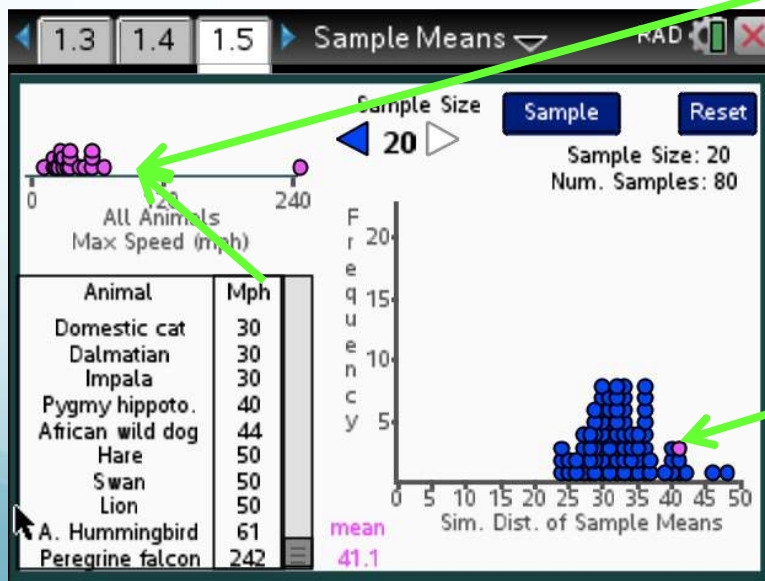 1.3 1.4 1.5 Sample Means RAD
Sample Size
20
Sample Reset
Sample Size: 20
Num. Samples: 80
0 120 240
All Animals
Max Speed (mph)
Animal Mph
Domestic cat 30
Dalmatian 30
Impala 30
Pygmy hippoto. 40
African wild dog 44
Hare 50
Swan 50
Lion 50
A. Hummingbird 61
Peregrine falcon 242
Frequency
20
15
10
5
0 5 10 15 20 25 30 35 40 45 50
Sim. Dist. of Sample Means
mean
41.1